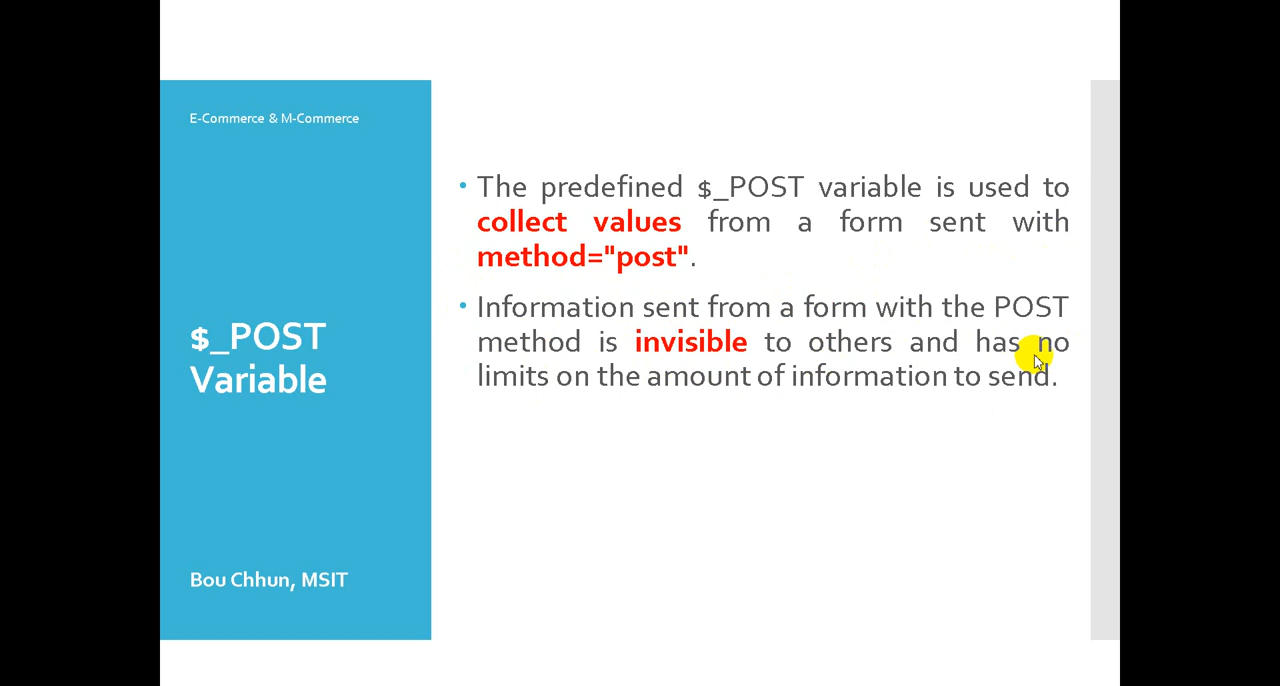 E-Commerce & M-Commerce
$_POST
Variable
Bou Chhun, MSIT
• The predefined $_POST variable is used to
collect values from a form sent with
method="post".
• Information sent from a form with the POST
method is invisible to others and has no
limits on the amount of information to send.